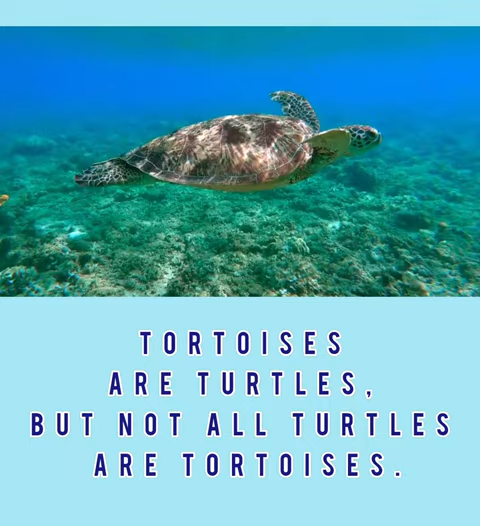 TORTOISES
ARE TURTLES,
BUT NOT ALL TURTLES
ARE TORTOISES.